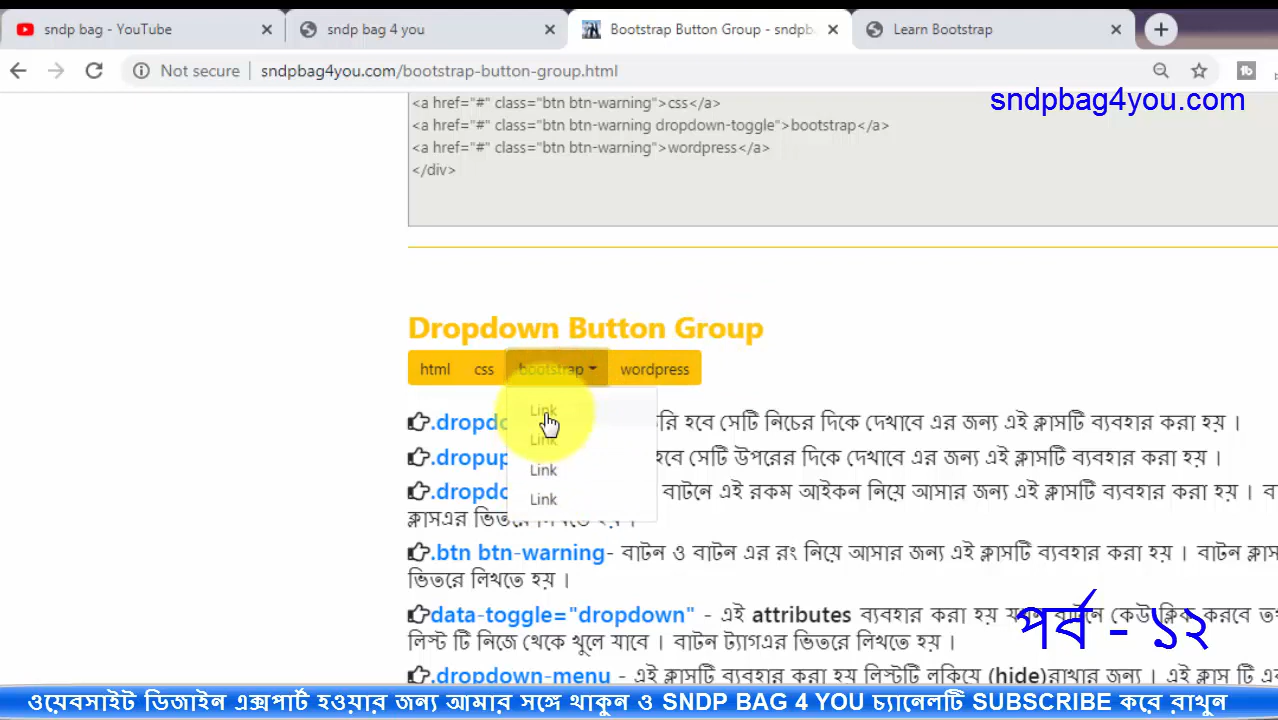 sndp bag - YouTube
sndp bag 4 you
Bootstrap Button Group - sndpb
Learn Bootstrap
Not secure
sndpbag4you.com/bootstrap-button-group.html
sndpbag4you.com
<a href="#" class="btn btn-warning">css</a>
<a href="#" class="btn btn-warning dropdown-toggle">bootstrap</a>
<a href="#" class="btn btn-warning">wordpress</a>
</div>
Dropdown Button Group
html css bootstrap wordpress
Link
Link
Link
Link
হবে সেটি নিচের দিকে দেখাবে এর জন্য এই ক্লাসটি ব্যবহার করা হয় ।
.dropup হবে সেটি উপরের দিকে দেখাবে এর জন্য এই ক্লাসটি ব্যবহার করা হয় ।
বাটনে এই রকম আইকন নিয়ে আসার জন্য এই ক্লাসটি ব্যবহার করা হয় ।
ক্লাসএর
.btn btn-warning- বাটন ও বাটন এর রং নিয়ে আসার জন্য এই ক্লাসটি ব্যবহার করা হয় । বাটন
ভিতরে লিখতে হয় ।
data-toggle="dropdown" - এই attributes ব্যবহার করা হয় যখন বাটনে কেউ ক্লিক করবে
লিস্ট টি নিজে থেকে খুলে যাবে । বাটন ট্যাগএর ভিতরে লিখতে হয় ।
পর্ব - ১২
.dropdown-menu - এই ক্লাসটি ব্যবহার করা হয় লিস্টটি লকিয়ে (hide)রাখার জন্য । এই ক্লাস টি
ওয়েবসাইট ডিজাইন এক্সপার্ট হওয়ার জন্য আমার সঙ্গে থাকুন ও SNDP BAG 4 YOU চ্যানেলটি SUBSCRIBE করে রাখুন